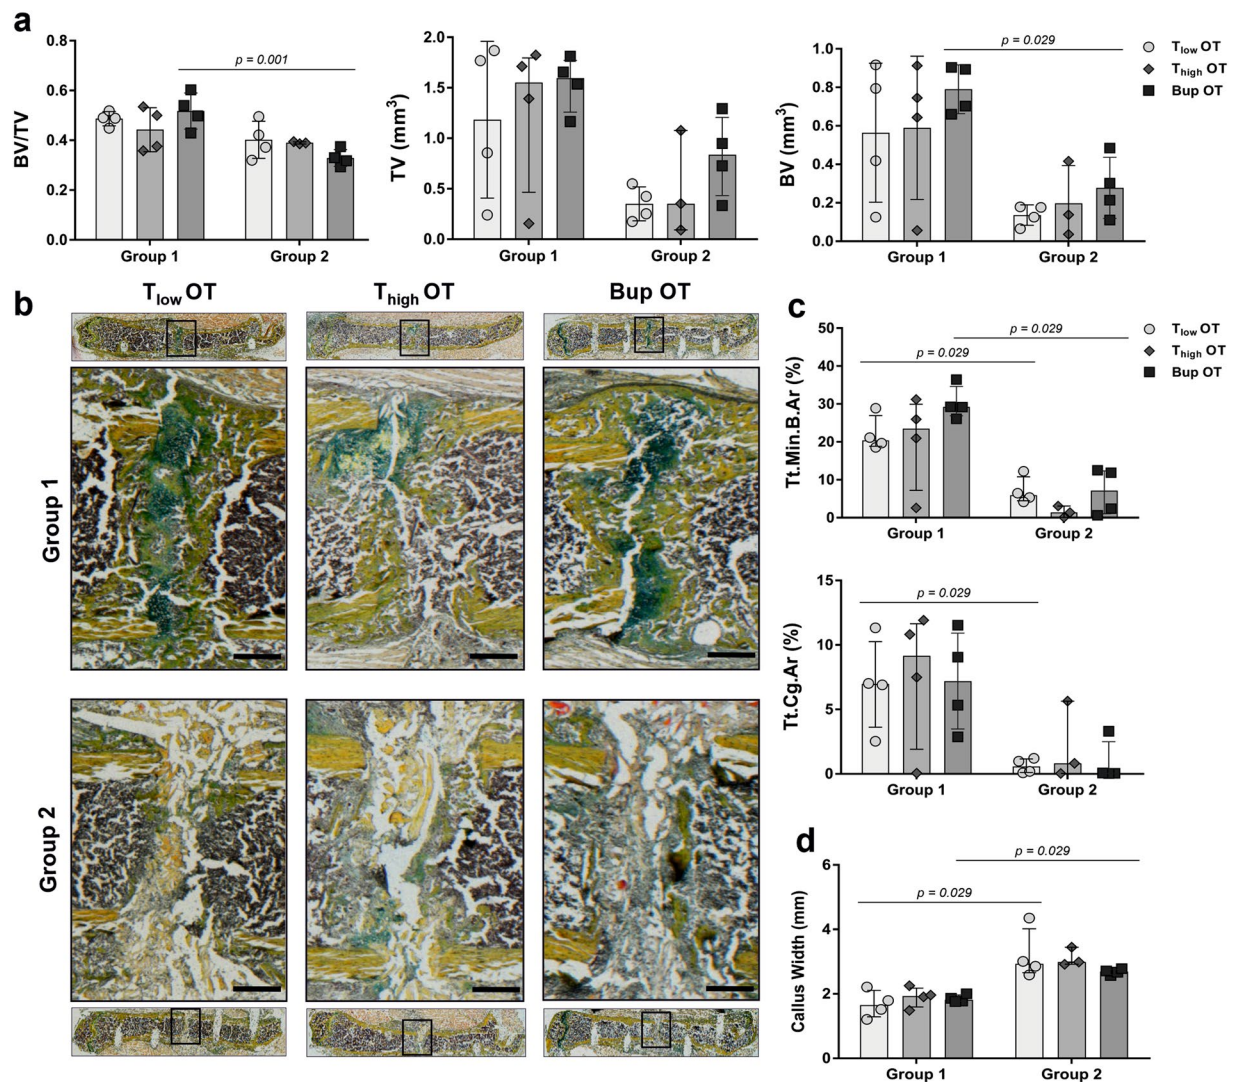 a
0.8
0.6
0.4
0.2
0.0
BV/TV
p = 0.001
Group 1
Group 2
2.0
1.5
1.0
0.5
0.0
TV (mm³)
Group 1
Group 2
1.0
0.8
0.6
0.4
0.2
0.0
BV (mm³)
p = 0.029
Group 1
Group 2
Tlow OT
Thigh OT
Bup OT
b
Tlow OT
Thigh OT
Bup OT
Group 1
Group 2
c
50
40
30
20
10
0
Tt.Min.B.Ar (%)
p = 0.029
p = 0.029
Group 1
Group 2
Tlow OT
Thigh OT
Bup OT
15
10
5
0
Tt.Cg.Ar (%)
p = 0.029
Group 1
Group 2
d
6
4
2
0
Callus Width (mm)
p = 0.029
p = 0.029
Group 1
Group 2